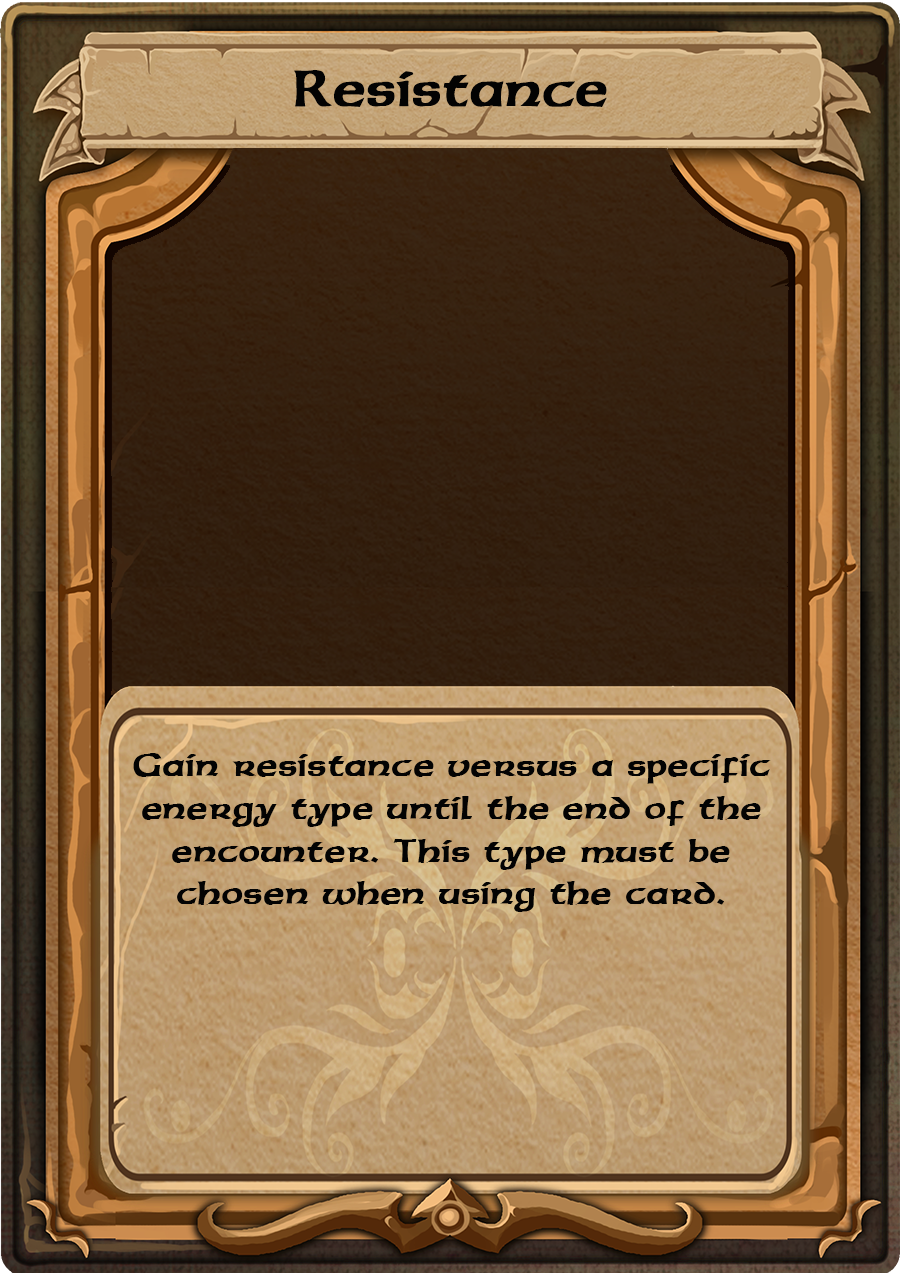 Resistance
Gain resistance versus a specific
energy type until the end of the
encounter. This type must be
chosen when using the card.